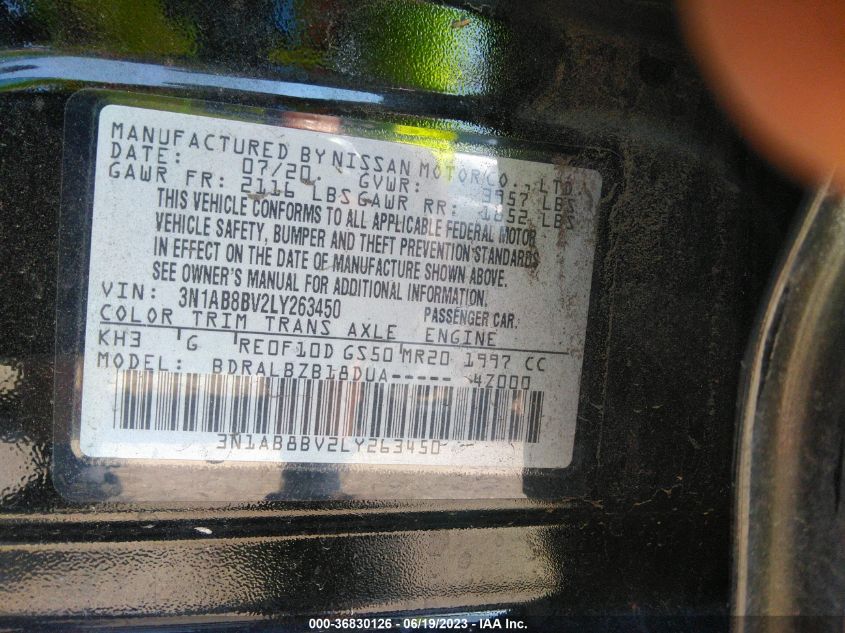 MANUFACTURED BY NISSAN MOTOR CO., LTD.
DATE: 07/20 GVWR: 3957 LBS
GAWR FR: 2116 LBS GAWR RR: 1852 LBS
THIS VEHICLE CONFORMS TO ALL APPLICABLE FEDERAL MOTOR
VEHICLE SAFETY, BUMPER AND THEFT PREVENTION STANDARDS
IN EFFECT ON THE DATE OF MANUFACTURE SHOWN ABOVE.
SEE OWNER'S MANUAL FOR ADDITIONAL INFORMATION.
VIN: 3N1AB8BV2LY263450 PASSENGER CAR.
COLOR TRIM TRANS AXLE ENGINE
KH3 G RE0F10D GS50 MR20 1997 CC
MODEL: BDRALBZB18DUA----- 4Z000
3N1AB8BV2LY263450
000-36830126 - 06/19/2023 - IAA Inc.